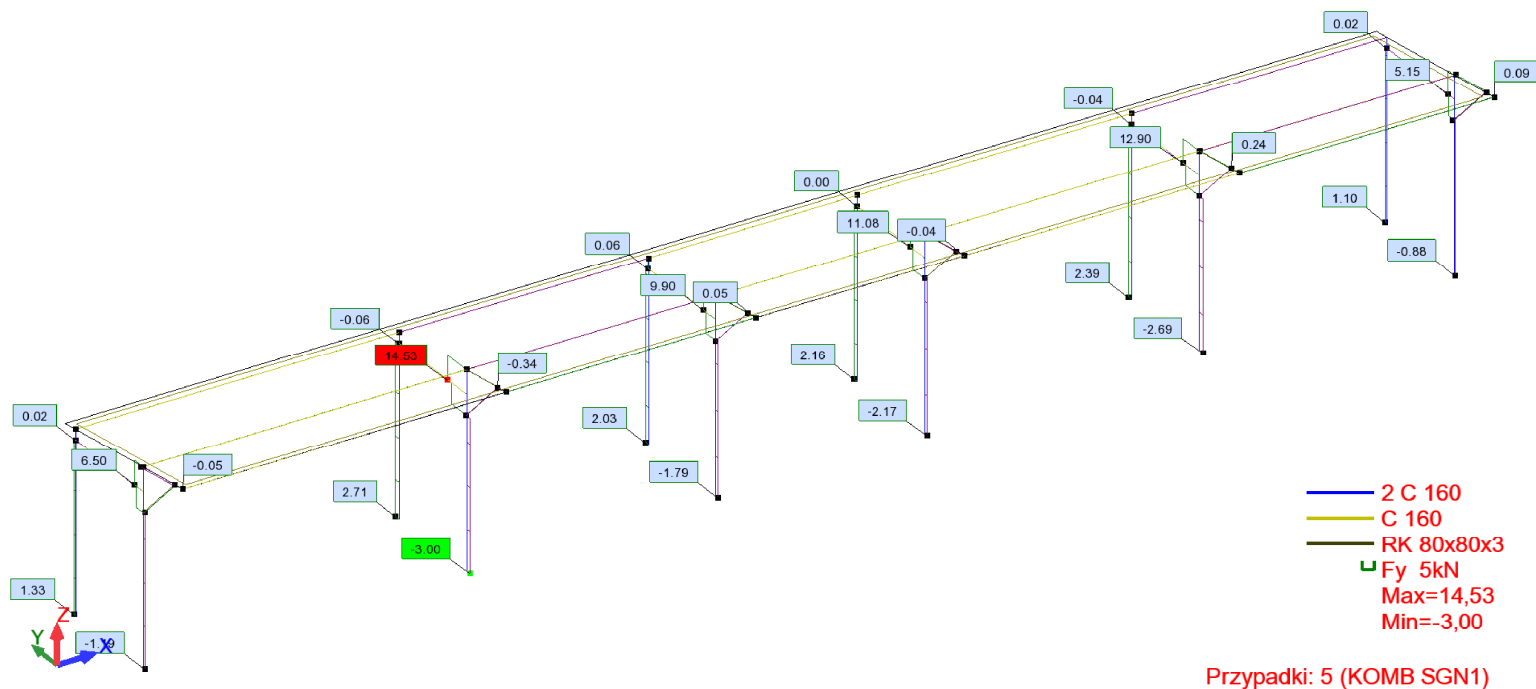 0.02
5.15
0.09
-0.04
12.90
0.24
0.00
11.08
-0.04
1.10
0.06
9.90
0.05
-0.88
2.39
-0.06
14.53
-0.34
-2.69
2.16
0.02
6.50
-0.05
2.03
-2.17
2.71
-1.79
-3.00
1.33
Z
Y
X
2 C 160
C 160
RK 80x80x3
Fy 5kN
Max=14,53
Min=-3,00
Przypadki: 5 (KOMB SGN1)